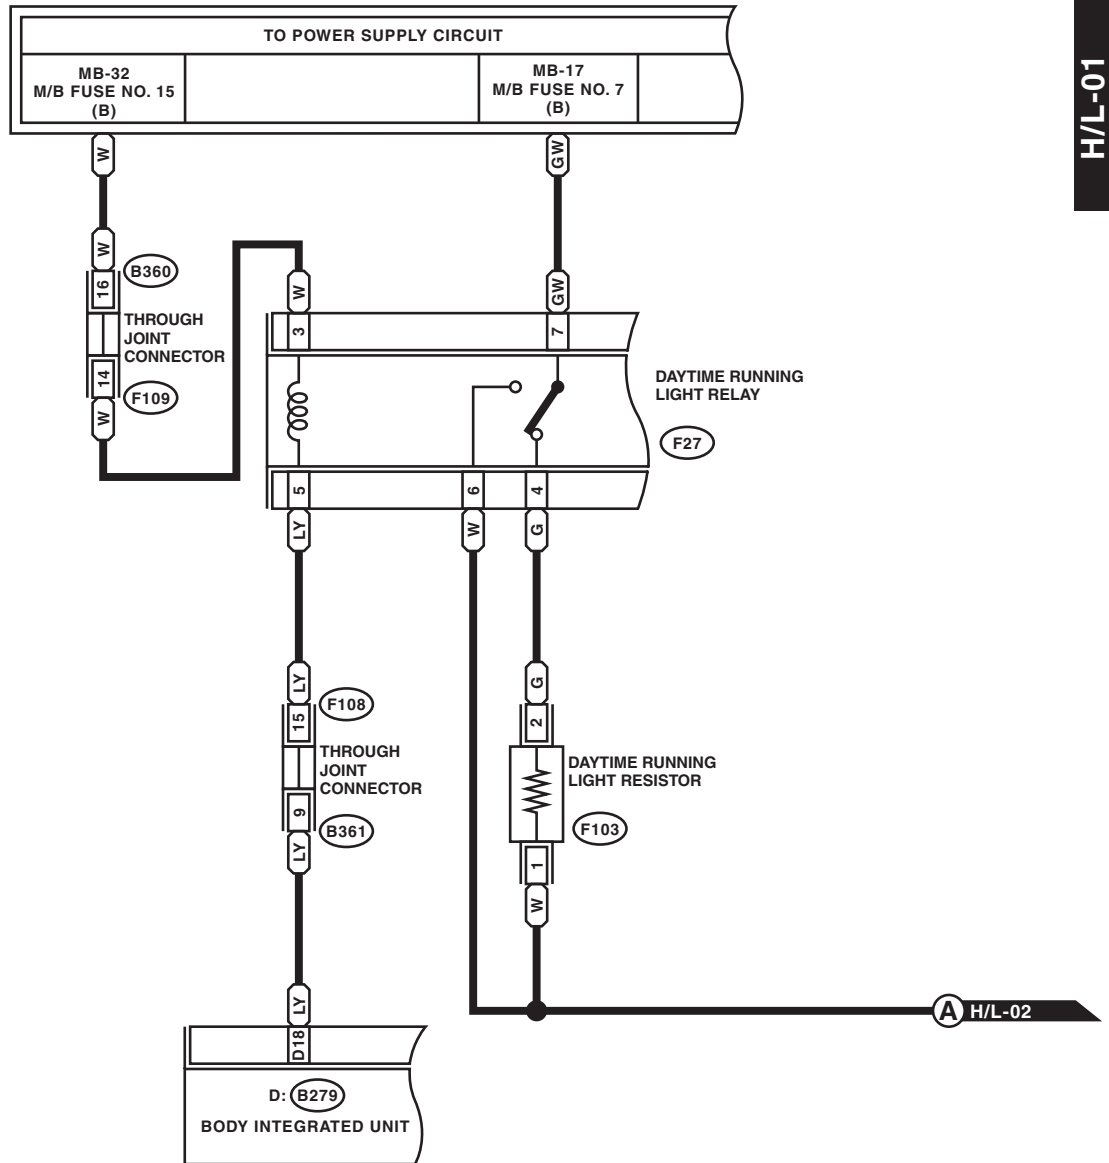 H/L-01
TO POWER SUPPLY CIRCUIT
MB-32
M/B FUSE NO. 15
(B)
MB-17
M/B FUSE NO. 7
(B)
W
GW
W
16
B360
THROUGH
JOINT
CONNECTOR
14
F109
W
W
3
GW
7
DAYTIME RUNNING
LIGHT RELAY
F27
5
6
4
LY
W
G
LY
15
F108
THROUGH
JOINT
CONNECTOR
9
B361
LY
G
2
DAYTIME RUNNING
LIGHT RESISTOR
F103
1
W
LY
D18
A
H/L-02
D: B279
BODY INTEGRATED UNIT